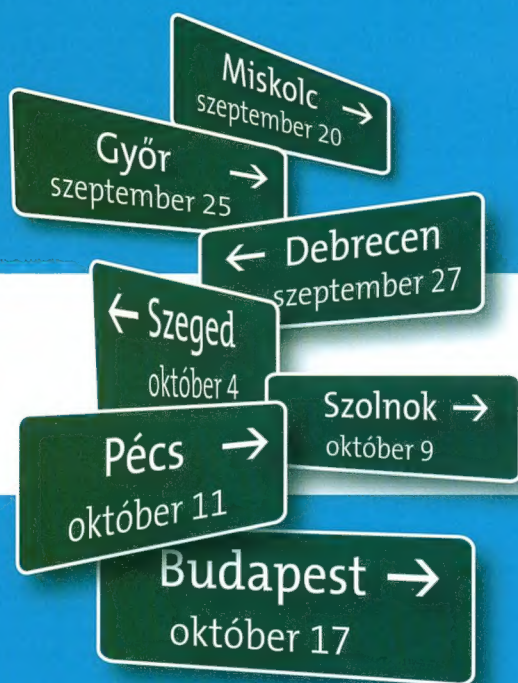 Miskolc →
szeptember 20
Győr →
szeptember 25
← Debrecen
szeptember 27
← Szeged
október 4
Szolnok →
október 9
Pécs →
október 11
Budapest →
október 17